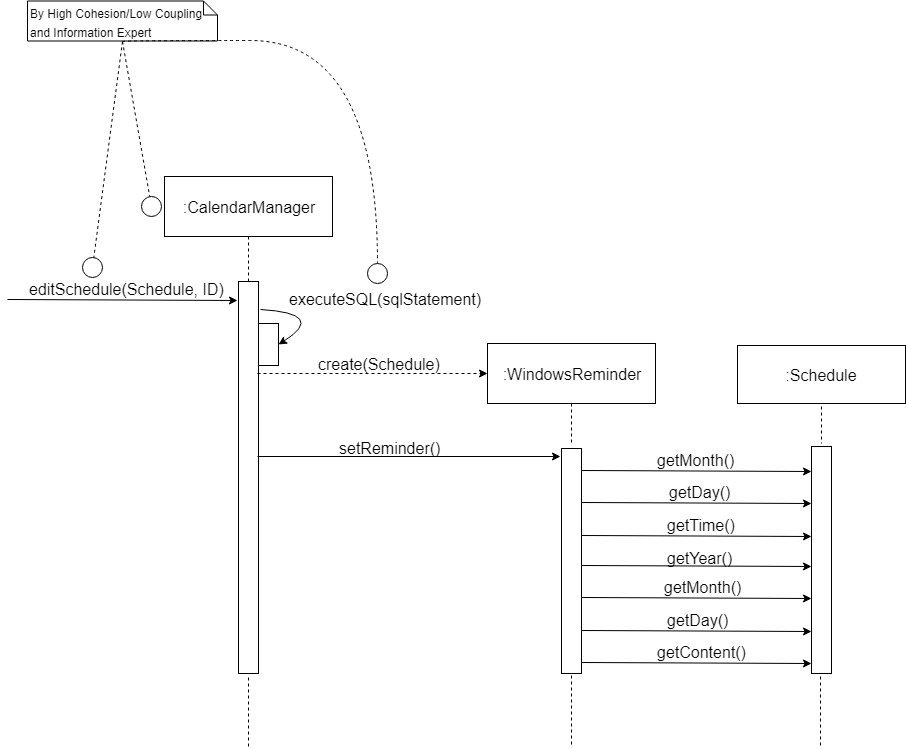 By High Cohesion/Low Coupling
and Information Expert
:CalendarManager
editSchedule(Schedule, ID)
executeSQL(sqlStatement)
create(Schedule)
:WindowsReminder
:Schedule
setReminder()
getMonth()
getDay()
getTime()
getYear()
getMonth()
getDay()
getContent()